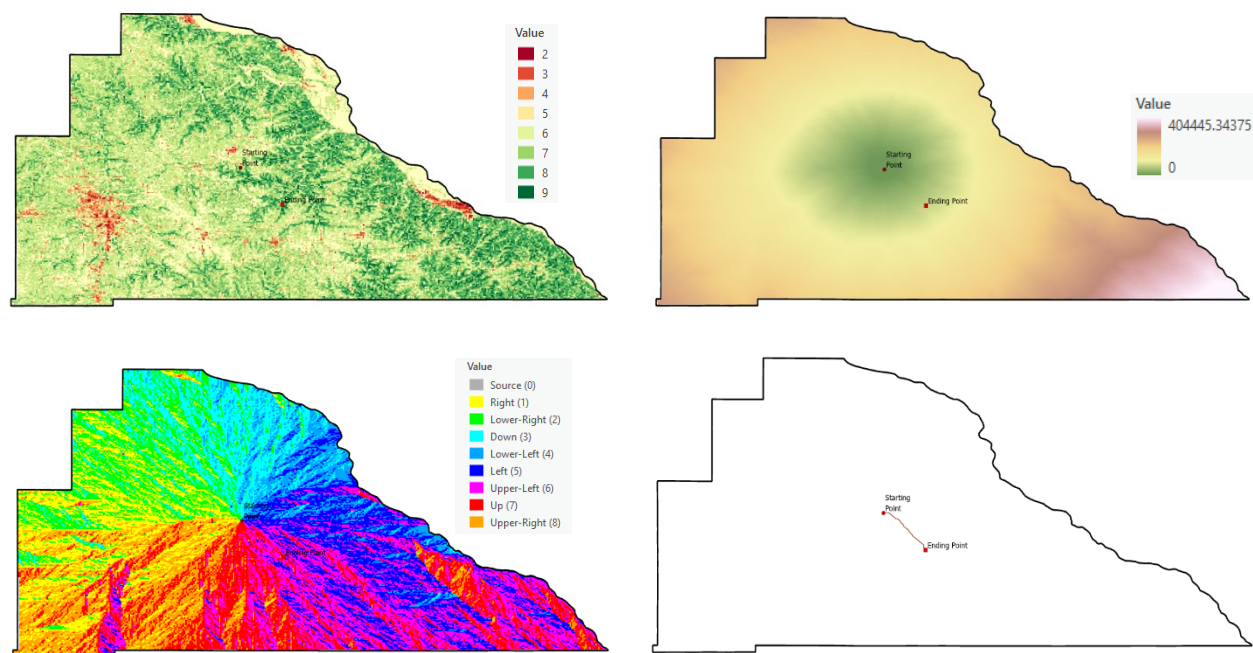 Value
2
3
4
5
6
7
8
9
Starting
Point
Ending Point
Value
404445.34375
0
Starting
Point
Ending Point
Value
Source (0)
Right (1)
Lower-Right (2)
Down (3)
Lower-Left (4)
Left (5)
Upper-Left (6)
Up (7)
Upper-Right (8)
Starting
Point
Ending Point
Starting
Point
Ending Point